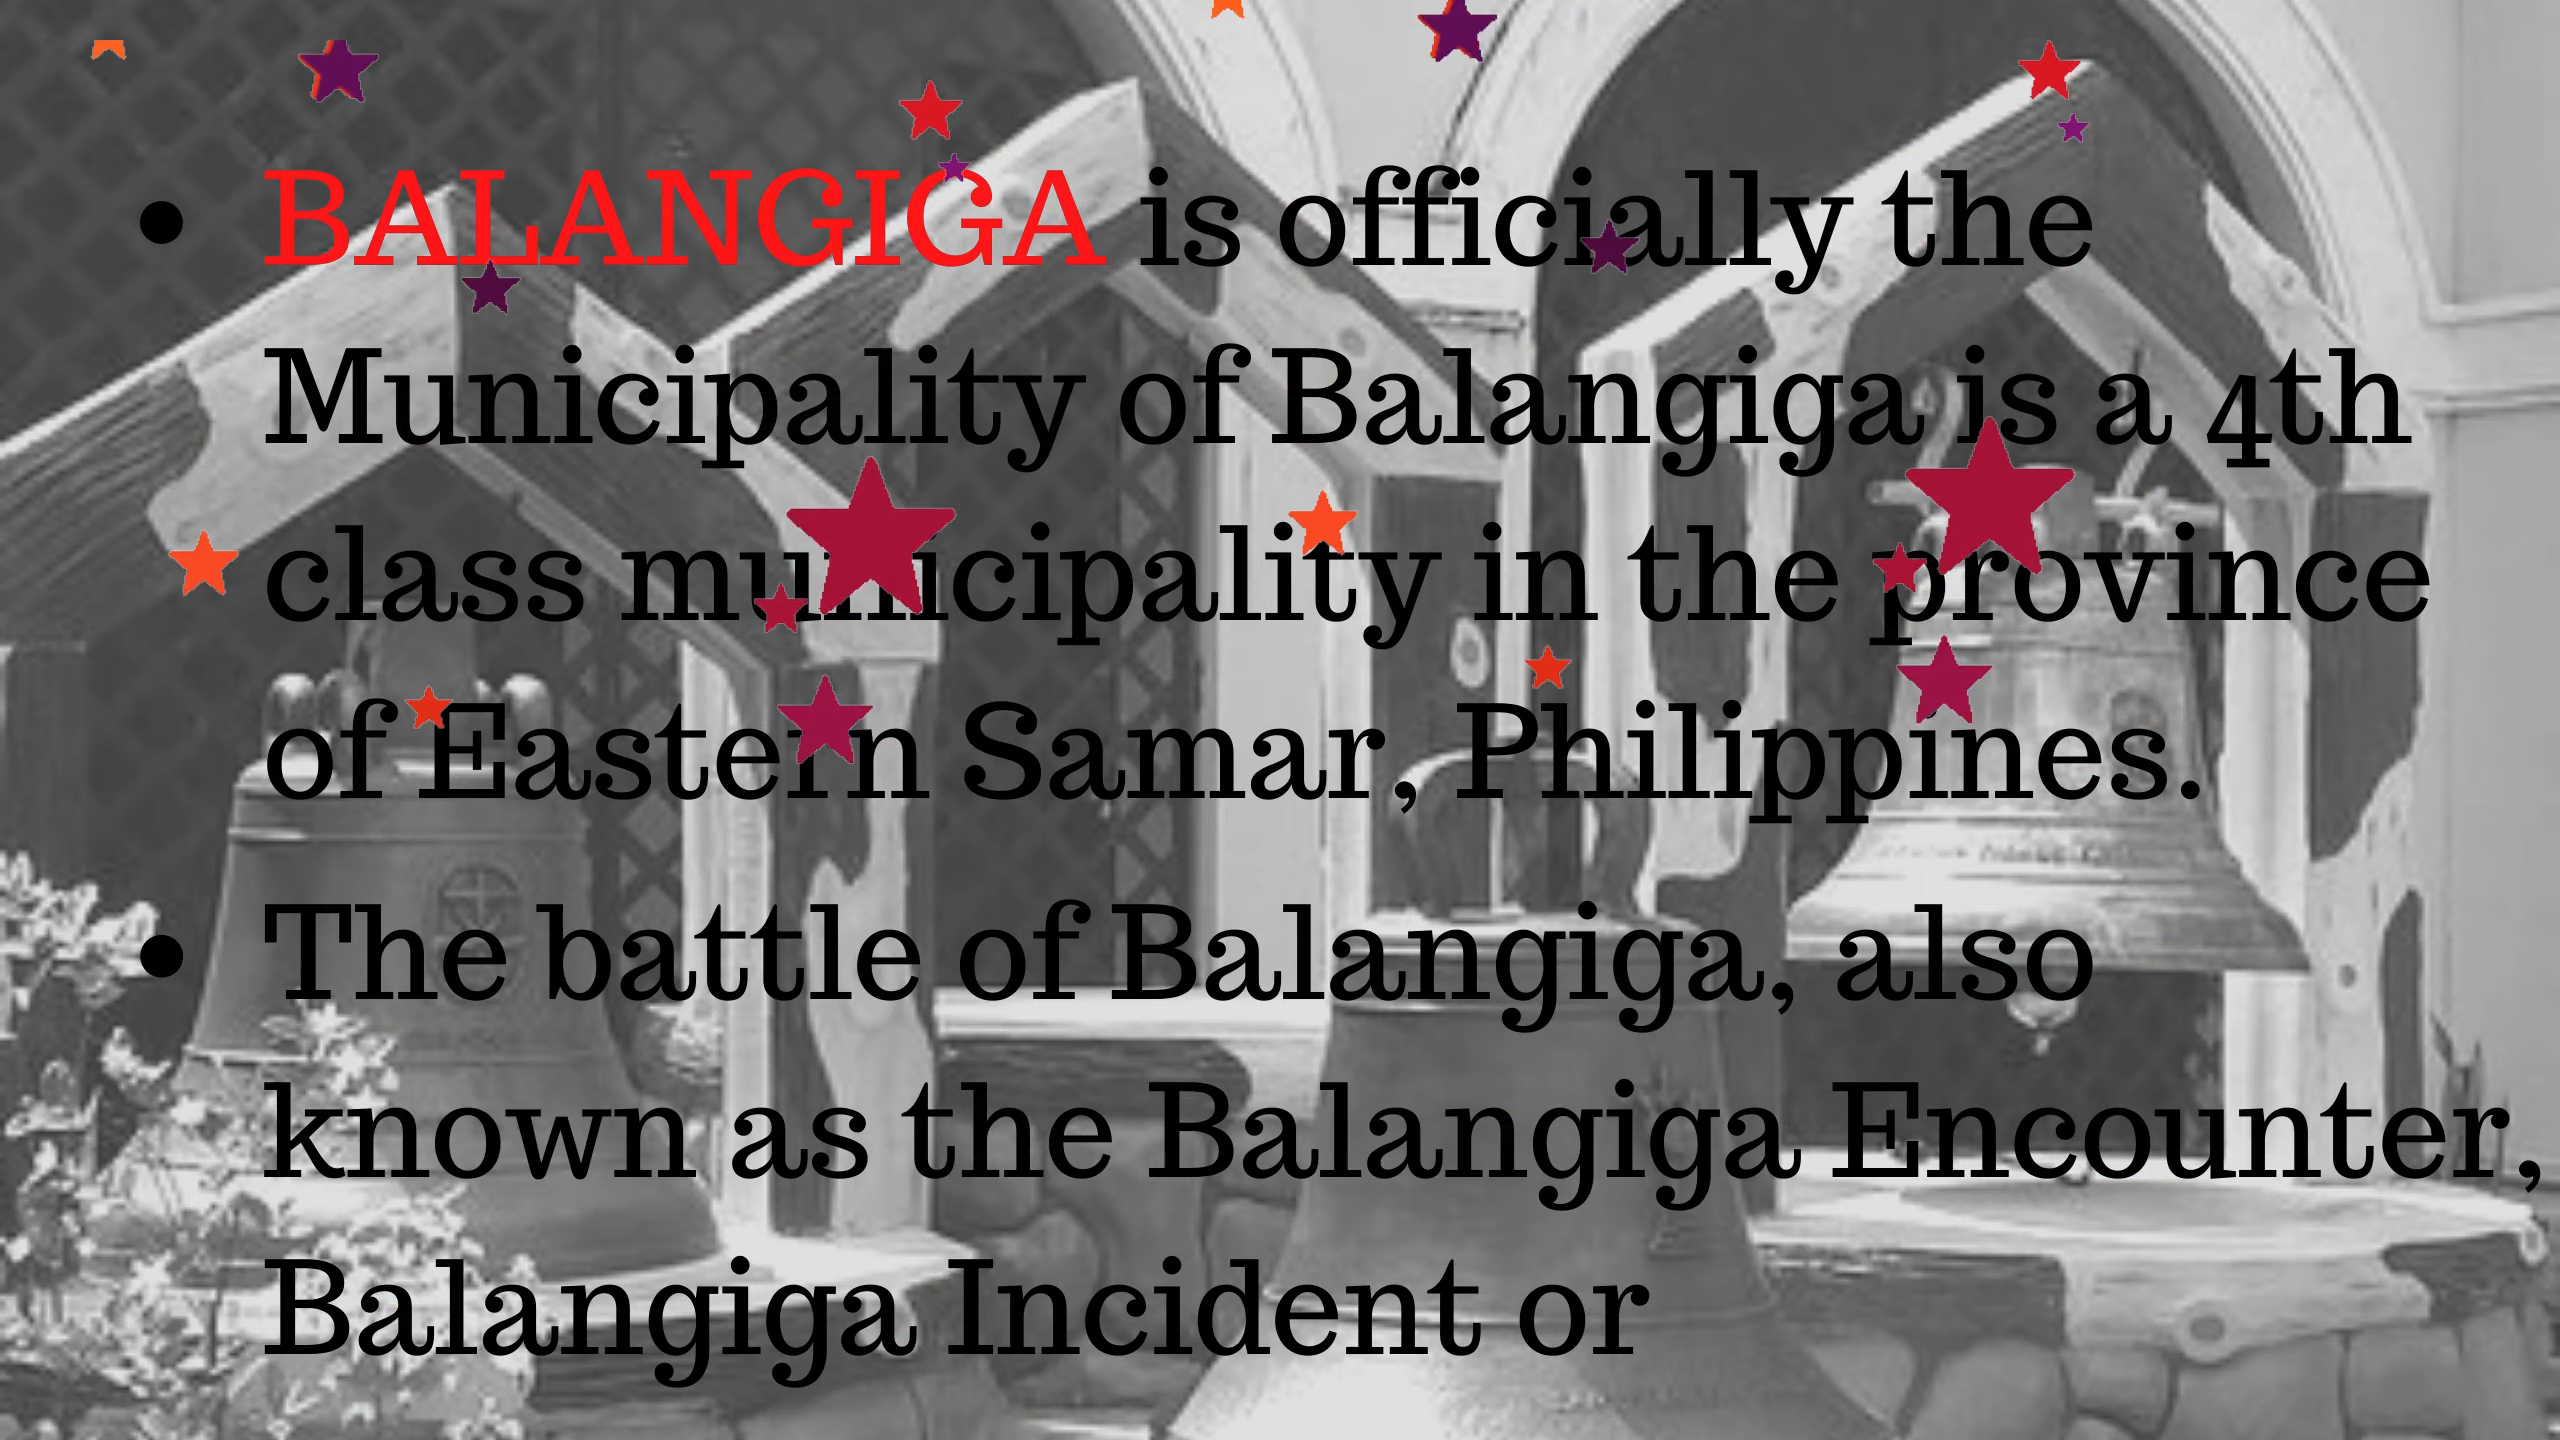 • BALANGIGA is officially the
Municipality of Balangiga is a 4th
class municipality in the province
of Eastern Samar, Philippines.
• The battle of Balangiga, also
known as the Balangiga Encounter,
Balangiga Incident or